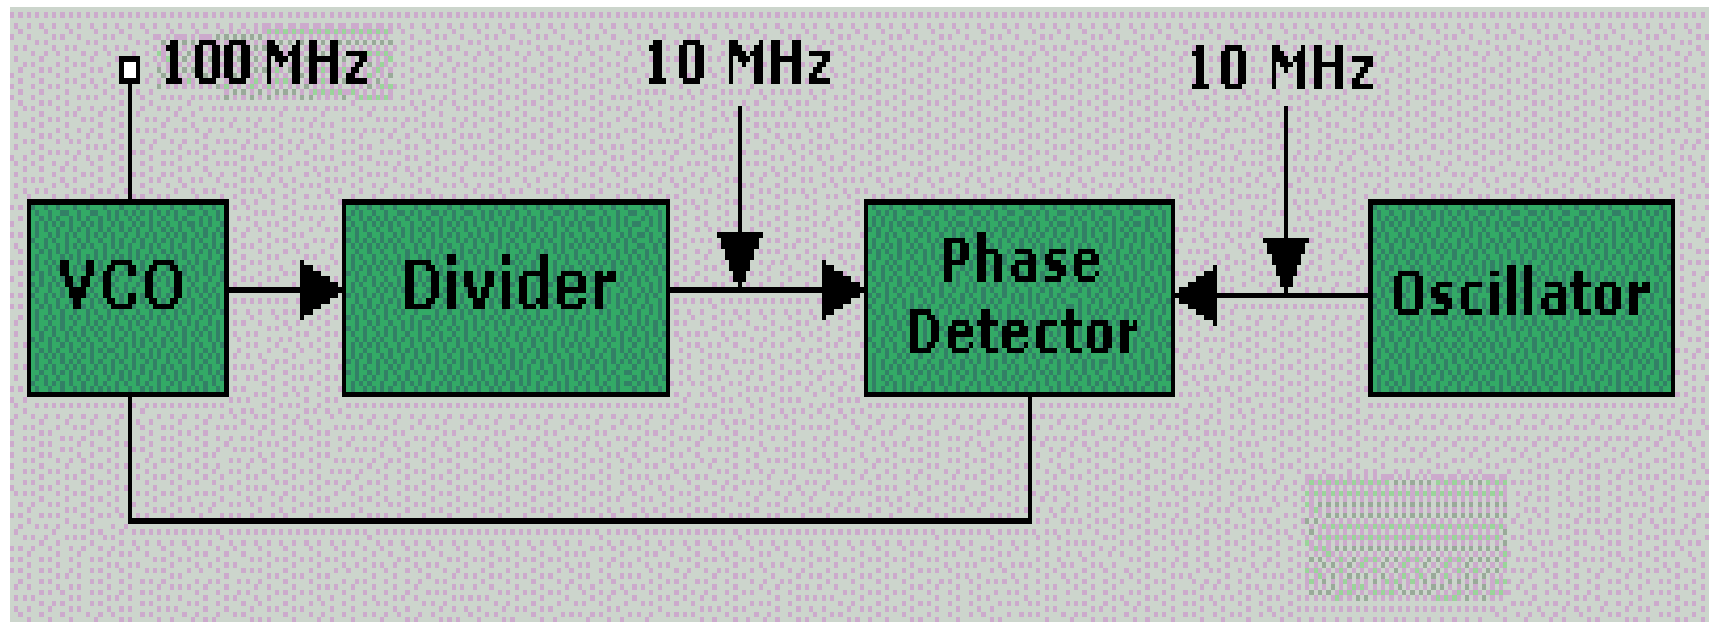 100 MHz
10 MHz
10 MHz
VCO
Divider
Phase
Detector
Oscillator